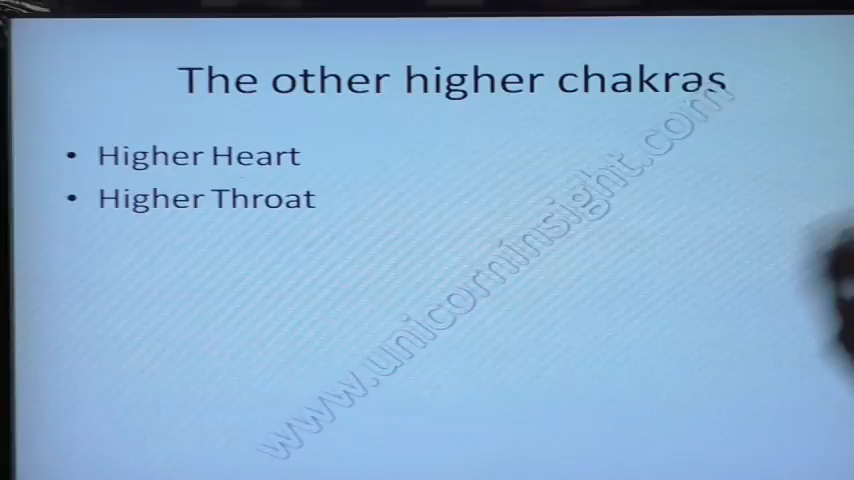 The other higher chakras
• Higher Heart
• Higher Throat
www.unicorninsight.com